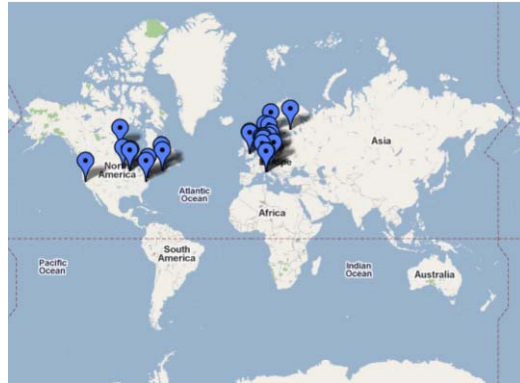 Asia
North
America
Atlantic
Ocean
Africa
South
America
Pacific
Ocean
Indian
Ocean
Australia